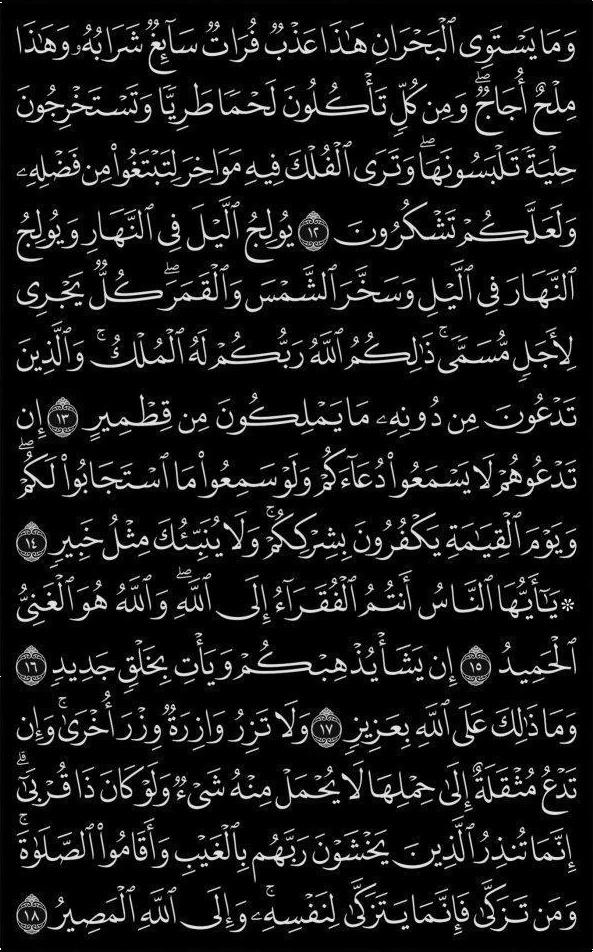 وَمَا يَسْتَوِى ٱلْبَحْرَانِ هَـٰذَا عَذْبٌ فُرَاتٌ سَآئِغٌ شَرَابُهُۥ وَهَـٰذَا
مِلْحٌ أُجَاجٌ ۖ وَمِن كُلٍّ تَأْكُلُونَ لَحْمًا طَرِيًّا وَتَسْتَخْرِجُونَ
حِلْيَةً تَلْبَسُونَهَا ۖ وَتَرَى ٱلْفُلْكَ فِيهِ مَوَاخِرَ لِتَبْتَغُوا۟ مِن فَضْلِهِۦ
وَلَعَلَّكُمْ تَشْكُرُونَ ١٢ يُولِجُ ٱلَّيْلَ فِى ٱلنَّهَارِ وَيُولِجُ
ٱلنَّهَارَ فِى ٱلَّيْلِ وَسَخَّرَ ٱلشَّمْسَ وَٱلْقَمَرَ ۖ كُلٌّ يَجْرِى
لِأَجَلٍ مُّسَمًّى ۚ ذَٰلِكُمُ ٱللَّهُ رَبُّكُمْ لَهُ ٱلْمُلْكُ ۚ وَٱلَّذِينَ
تَدْعُونَ مِن دُونِهِۦ مَا يَمْلِكُونَ مِن قِطْمِيرٍ ١٣ إِن
تَدْعُوهُمْ لَا يَسْمَعُوا۟ دُعَآءَكُمْ وَلَوْ سَمِعُوا۟ مَا ٱسْتَجَابُوا۟ لَكُمْ ۖ
وَيَوْمَ ٱلْقِيَـٰمَةِ يَكْفُرُونَ بِشِرْكِكُمْ ۚ وَلَا يُنَبِّئُكَ مِثْلُ خَبِيرٍ ١٤
۞ يَـٰٓأَيُّهَا ٱلنَّاسُ أَنتُمُ ٱلْفُقَرَآءُ إِلَى ٱللَّهِ ۖ وَٱللَّهُ هُوَ ٱلْغَنِىُّ
ٱلْحَمِيدُ ١٥ إِن يَشَأْ يُذْهِبْكُمْ وَيَأْتِ بِخَلْقٍ جَدِيدٍ ١٦
وَمَا ذَٰلِكَ عَلَى ٱللَّهِ بِعَزِيزٍ ١٧ وَلَا تَزِرُ وَازِرَةٌ وِزْرَ أُخْرَىٰ ۚ وَإِن
تَدْعُ مُثْقَلَةٌ إِلَىٰ حِمْلِهَا لَا يُحْمَلْ مِنْهُ شَىْءٌ وَلَوْ كَانَ ذَا قُرْبَىٰٓ ۗ
إِنَّمَا تُنذِرُ ٱلَّذِينَ يَخْشَوْنَ رَبَّهُم بِٱلْغَيْبِ وَأَقَامُوا۟ ٱلصَّلَوٰةَ ۚ
وَمَن تَزَكَّىٰ فَإِنَّمَا يَتَزَكَّىٰ لِنَفْسِهِۦ ۚ وَإِلَى ٱللَّهِ ٱلْمَصِيرُ ١٨